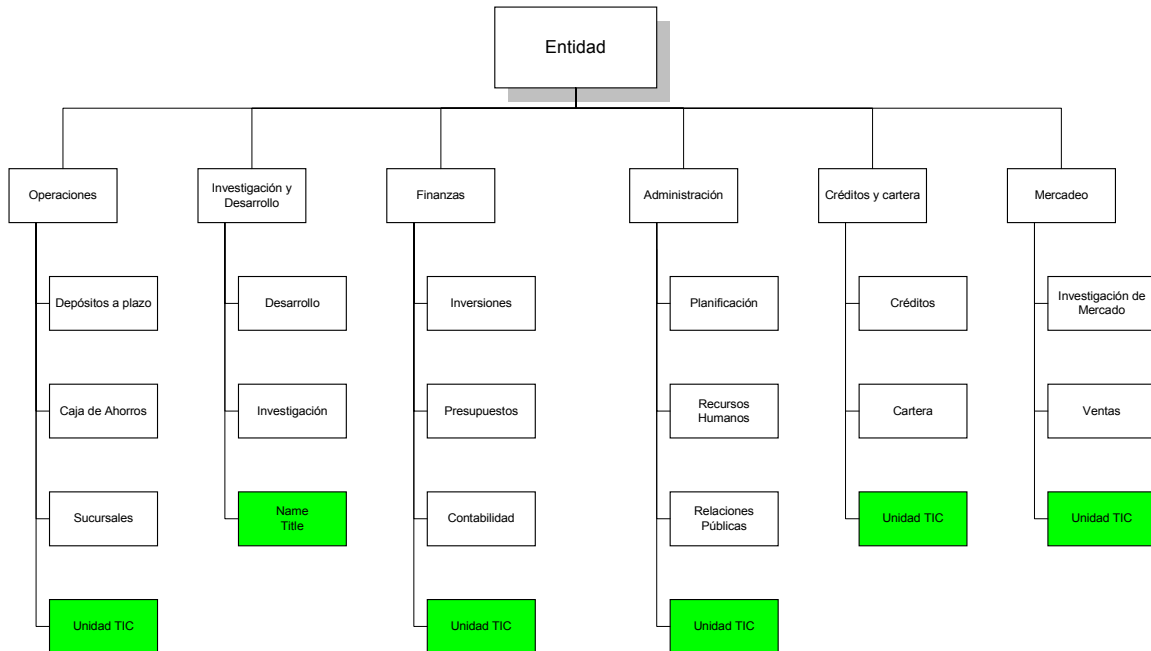 Entidad
Operaciones
Investigación y
Desarrollo
Finanzas
Administración
Créditos y cartera
Mercadeo
Depósitos a plazo
Desarrollo
Inversiones
Planificación
Créditos
Investigación de
Mercado
Caja de Ahorros
Investigación
Presupuestos
Recursos
Humanos
Cartera
Ventas
Sucursales
Name
Title
Contabilidad
Relaciones
Públicas
Unidad TIC
Unidad TIC
Unidad TIC
Unidad TIC
Unidad TIC